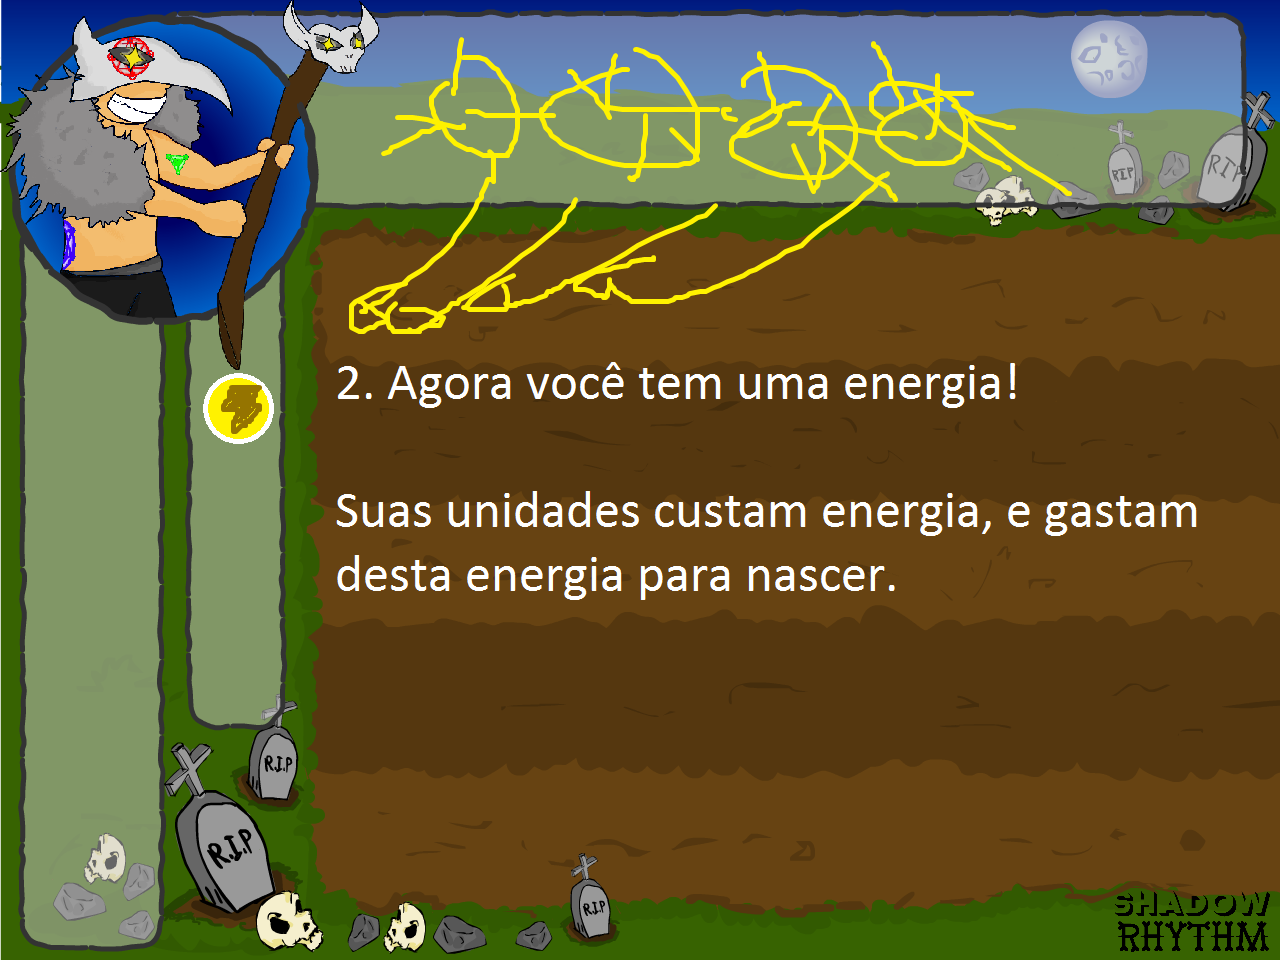 R.I.P
R.I.P
2. Agora você tem uma energia!
Suas unidades custam energia, e gastam
desta energia para nascer.
R.I.P
R.I.P
R.I.P
SHADOW
RHYTHM